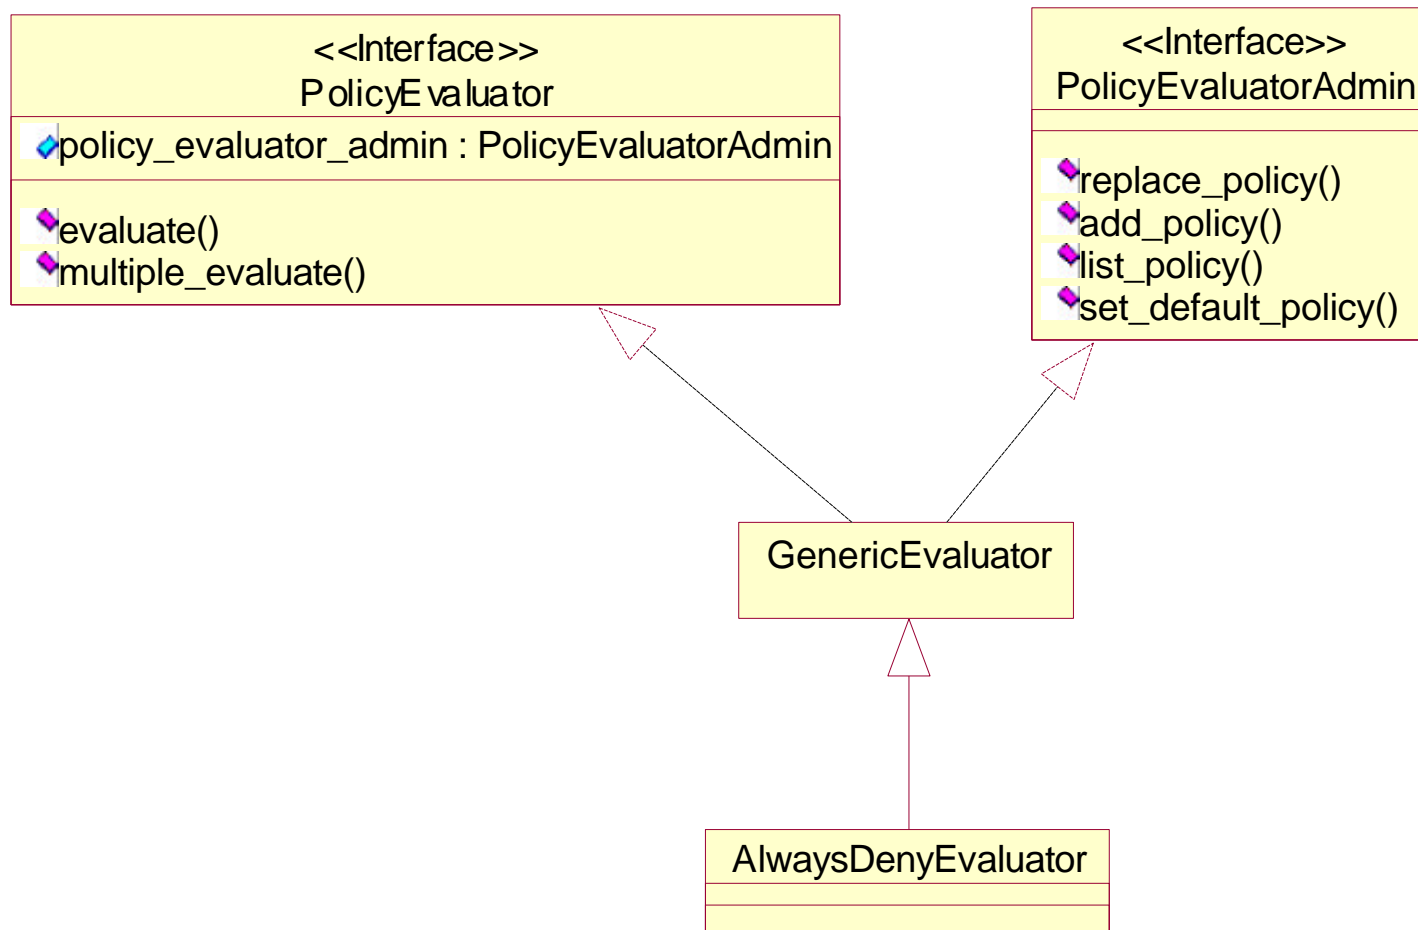 <<Interface>>
PolicyEvaluator
policy_evaluator_admin : PolicyEvaluatorAdmin
evaluate()
multiple_evaluate()
<<Interface>>
PolicyEvaluatorAdmin
replace_policy()
add_policy()
list_policy()
set_default_policy()
GenericEvaluator
AlwaysDenyEvaluator